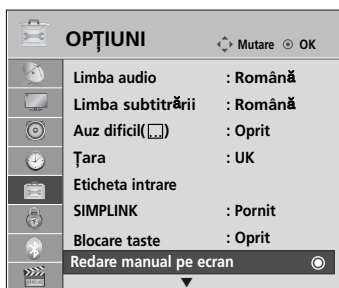 OPȚIUNI Mutare OK
Limba audio : Română
Limba subtitrării : Română
Auz dificil( ) : Oprit
Țara : UK
Eticheta intrare
SIMPLINK : Pornit
Blocare taste : Oprit
Redare manual pe ecran